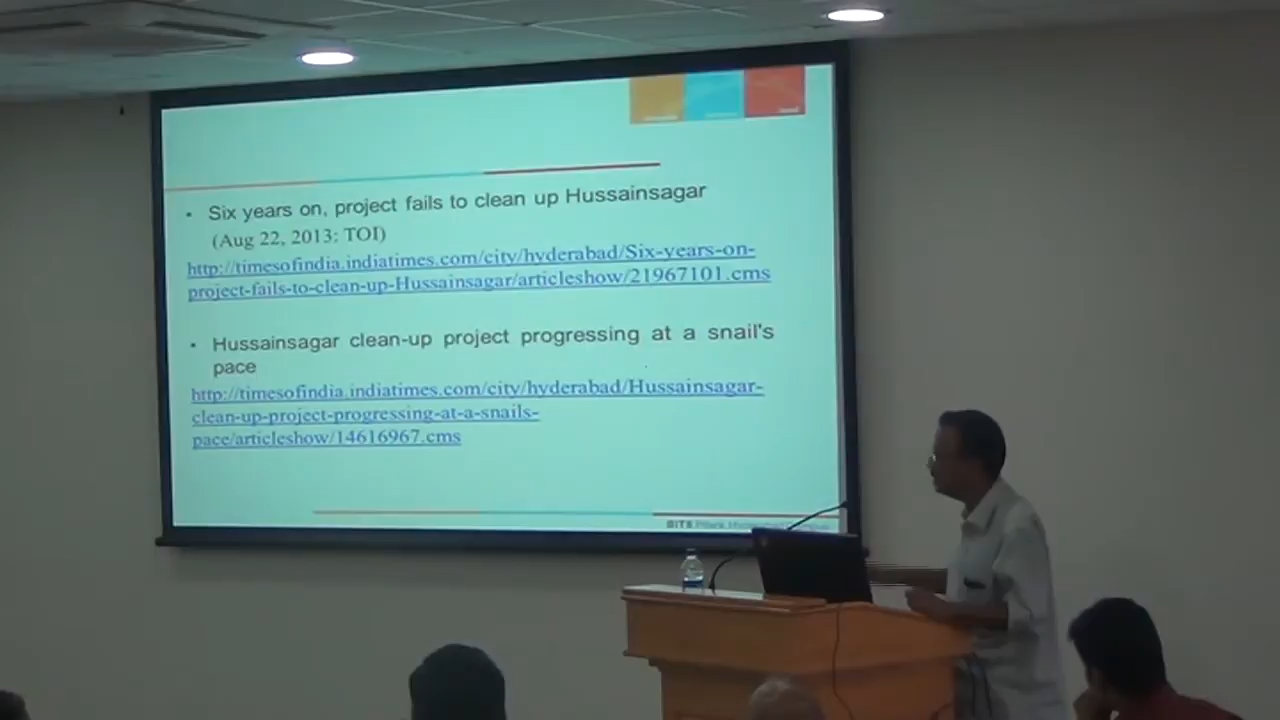 • Six years on, project fails to clean up Hussainsagar
(Aug 22, 2013: TOI)
http://timesofindia.indiatimes.com/city/hyderabad/Six-years-on-
project-fails-to-clean-up-Hussainsagar/articleshow/21967101.cms
• Hussainsagar clean-up project progressing at a snail's
pace
http://timesofindia.indiatimes.com/city/hyderabad/Hussainsagar-
clean-up-project-progressing-at-a-snails-
pace/articleshow/14616967.cms
BITS Pilani